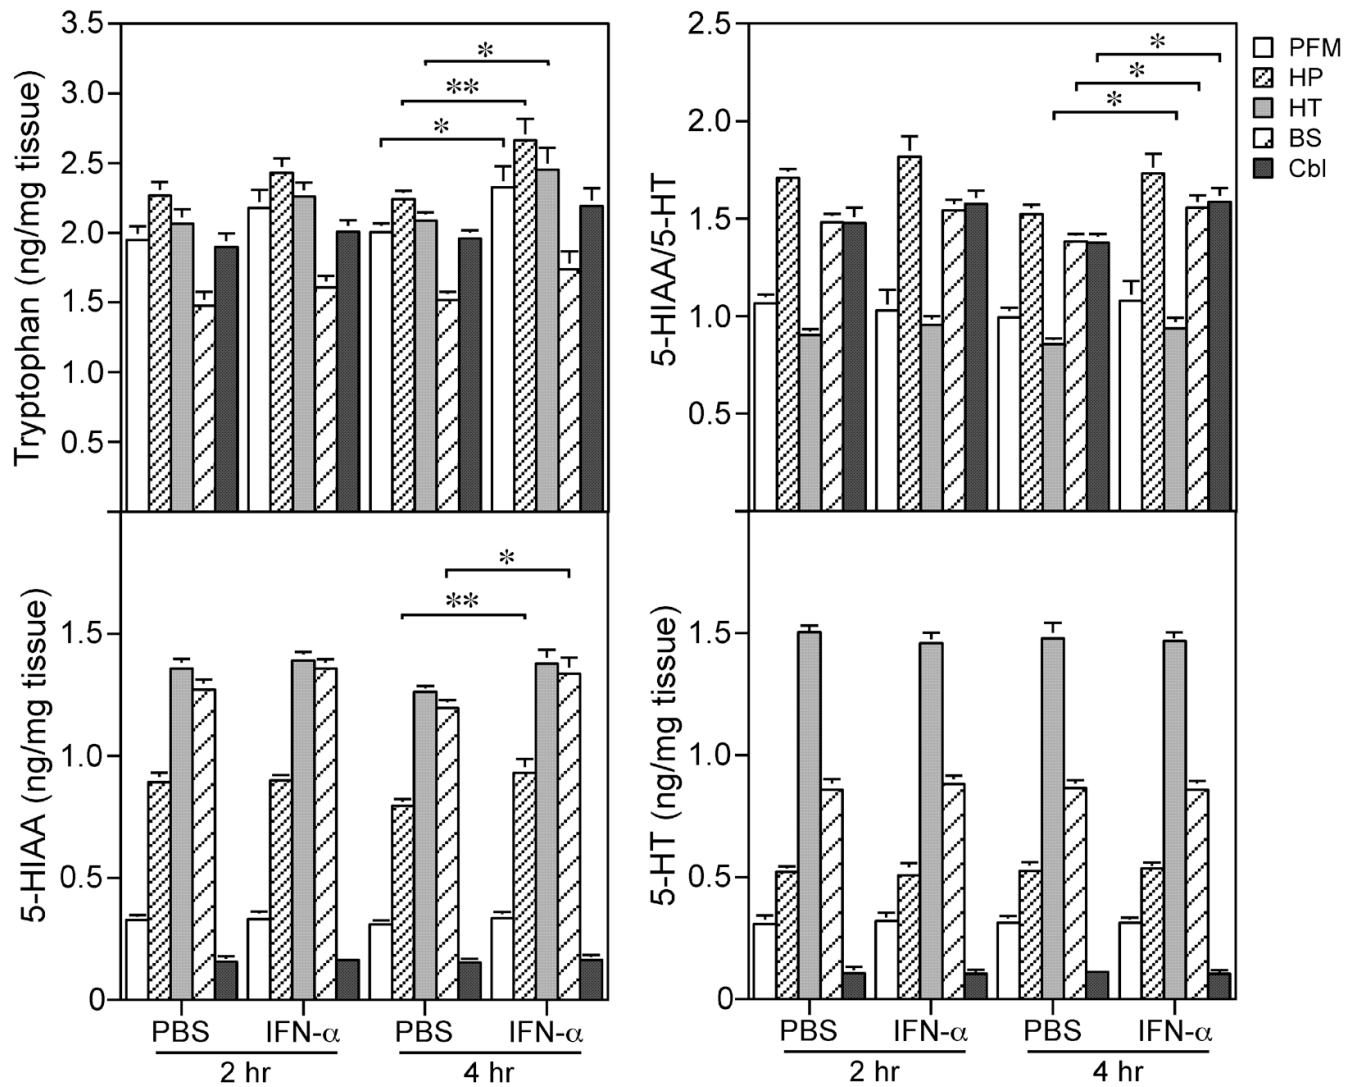 Tryptophan (ng/mg tissue)
3.5
3.0
2.5
2.0
1.5
1.0
0.5
*
**
*
5-HIAA/5-HT
2.5
2.0
1.5
1.0
0.5
*
*
*
PFM
HP
HT
BS
Cbl
5-HIAA (ng/mg tissue)
1.5
1.0
0.5
0
*
**
PBS IFN-α PBS IFN-α
2 hr 4 hr
5-HT (ng/mg tissue)
1.5
1.0
0.5
0
PBS IFN-α PBS IFN-α
2 hr 4 hr